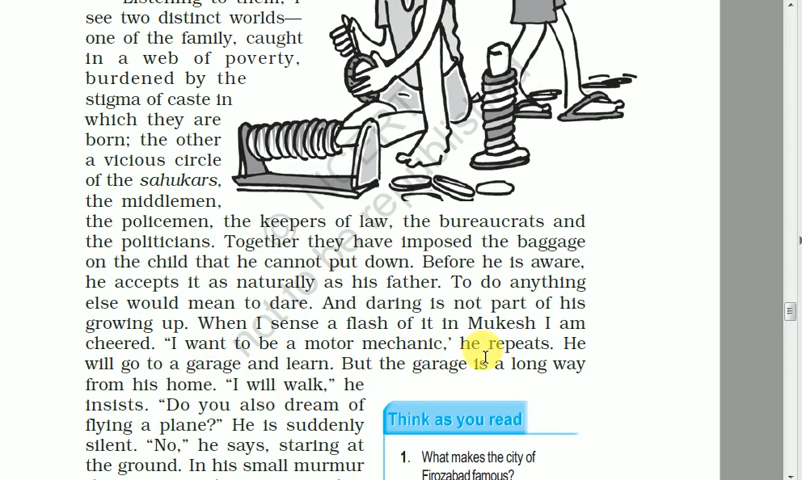 Listening to them, I
see two distinct worlds—
one of the family, caught
in a web of poverty,
burdened by the
stigma of caste in
which they are
born; the other
a vicious circle
of the sahukars,
the middlemen,
the policemen, the keepers of law, the bureaucrats and
the politicians. Together they have imposed the baggage
on the child that he cannot put down. Before he is aware,
he accepts it as naturally as his father. To do anything
else would mean to dare. And daring is not part of his
growing up. When I sense a flash of it in Mukesh I am
cheered. “I want to be a motor mechanic,’ he repeats. He
will go to a garage and learn. But the garage is a long way
from his home. “I will walk,” he
insists. “Do you also dream of
flying a plane?” He is suddenly
silent. “No,” he says, staring at
the ground. In his small murmur
Think as you read
1. What makes the city of
Firozabad famous?
© NCERT
not to be republished